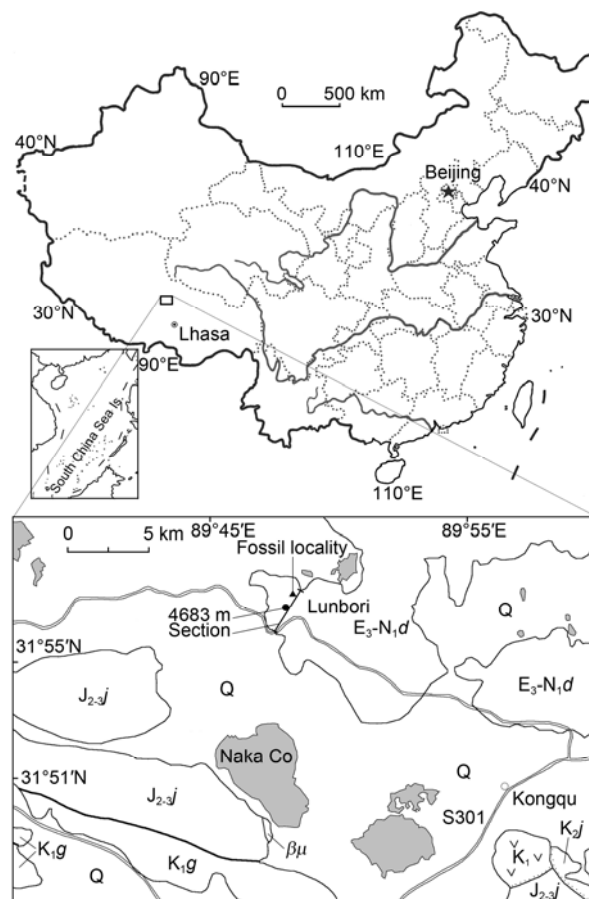 90°E
0 500 km
40°N
110°E
Beijing
40°N
30°N
Lhasa
30°N
90°E
South China Sea Is.
110°E
0 5 km
89°45′E
89°55′E
Fossil locality
4683 m
Lunbori
Q
Section
E₃-N₁d
31°55′N
J₂₋₃j
Q
E₃-N₁d
Naka Co
Q
31°51′N
J₂₋₃j
S301
Kongqu
K₂j
K₁g
K₁g
βμ
K₁
Q
Q
J₂₋₃j